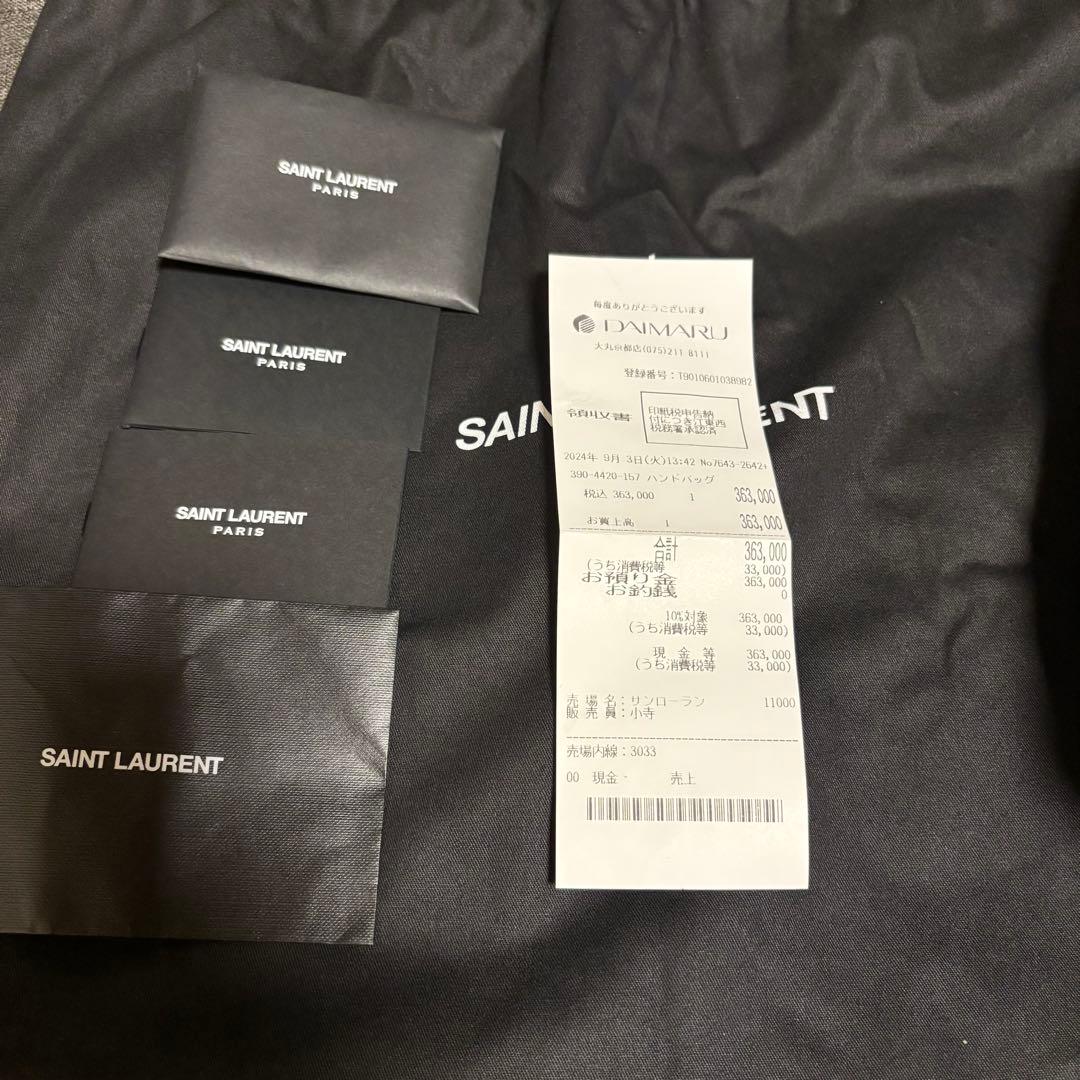 SAINT LAURENT
PARIS
SAINT LAURENT
PARIS
SAINT LAURENT
PARIS
SAINT LAURENT
SAIN
ENT
毎度ありがとうございます
DAIMARU
大丸京都店(075)211 8111
登録番号:T9010601038982
領収書
印紙税申告納
付につき江東西
税務署承認済
2024年 9月 3日(火)13:42 No7643-2642+
390-4420-157 ハンドバッグ
税込 363,000 1 363,000
お買上高 1 363,000
合計 363,000
(うち消費税等 33,000)
お預り金 363,000
お釣銭 0
10%対象 363,000
(うち消費税等 33,000)
現 金 等 363,000
(うち消費税等 33,000)
売 場 名:サンローラン 11000
販 売 員:小寺
売場内線:3033
00 現金- 売上